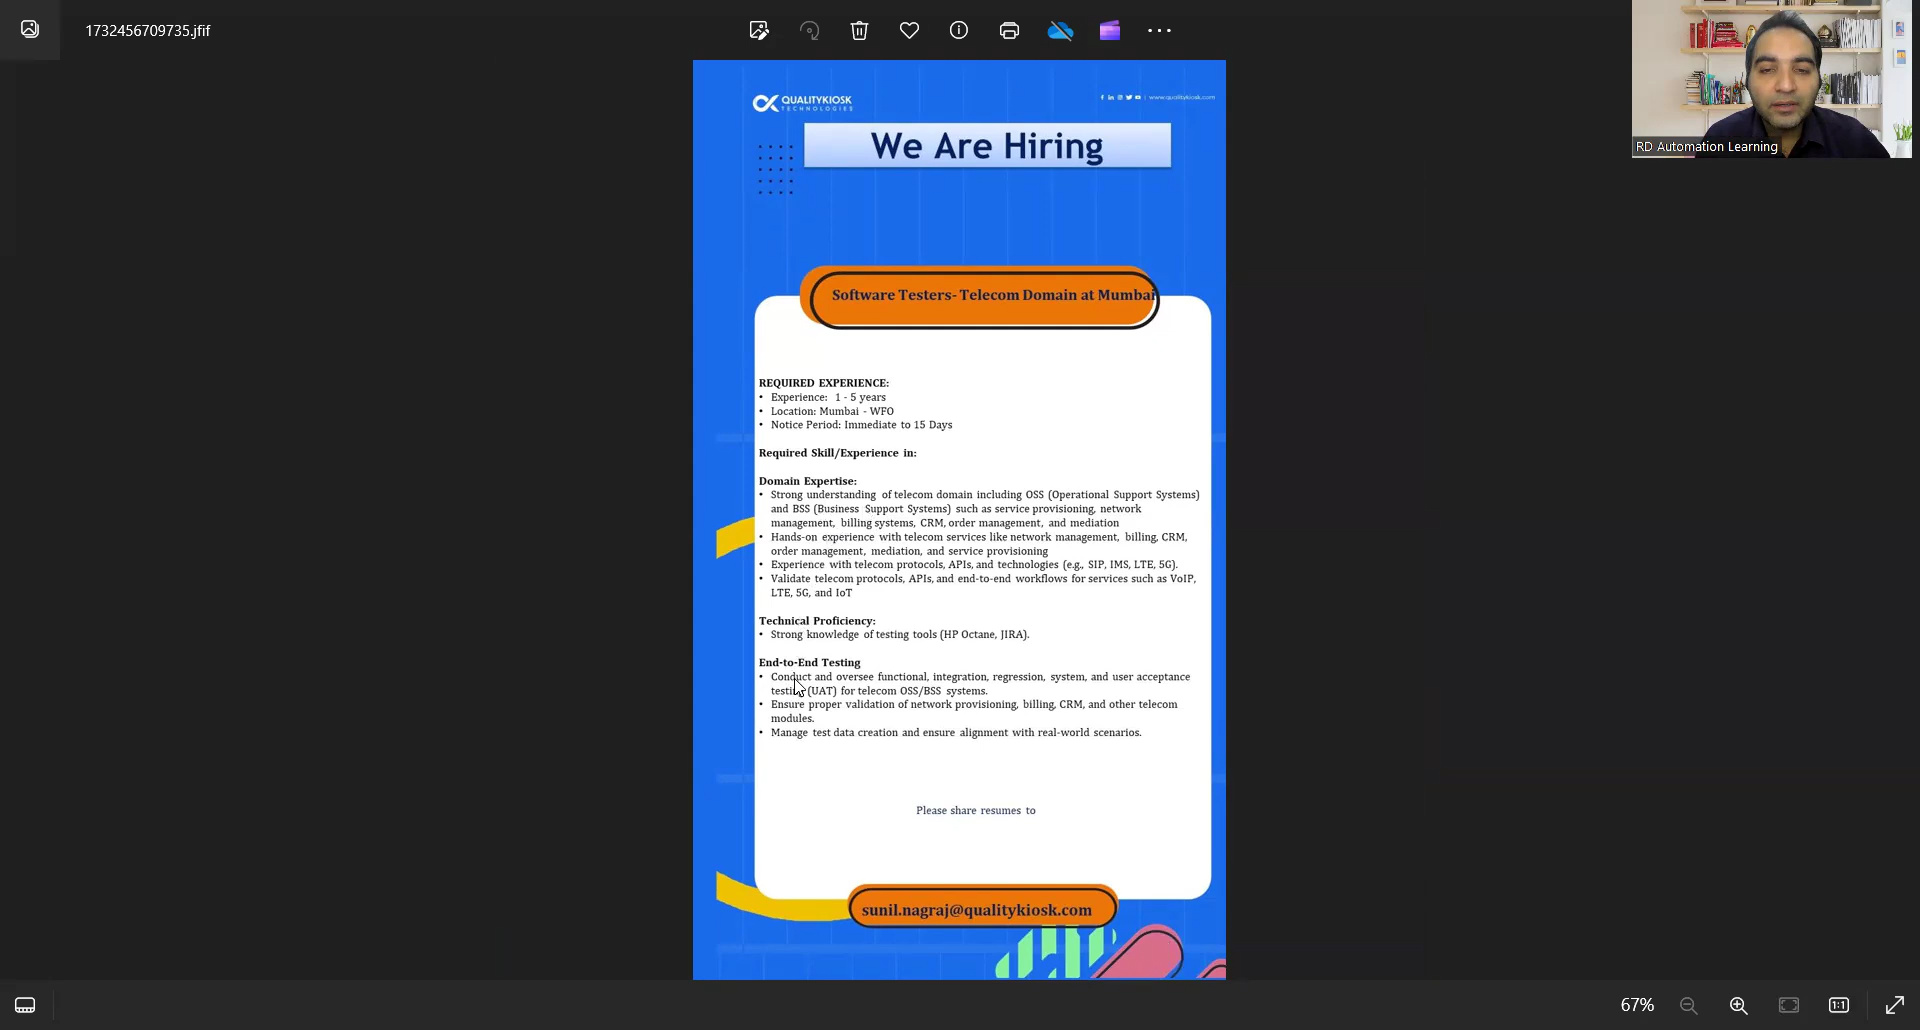 1732456709735.jfif
RD Automation Learning
QUALITYKIOSK
TECHNOLOGIES
www.qualitykiosk.com
We Are Hiring
Software Testers- Telecom Domain at Mumbai
REQUIRED EXPERIENCE:
• Experience: 1 - 5 years
• Location: Mumbai - WFO
• Notice Period: Immediate to 15 Days
Required Skill/Experience in:
Domain Expertise:
• Strong understanding of telecom domain including OSS (Operational Support Systems)
and BSS (Business Support Systems) such as service provisioning, network
management, billing systems, CRM, order management, and mediation
• Hands-on experience with telecom services like network management, billing, CRM,
order management, mediation, and service provisioning
• Experience with telecom protocols, APIs, and technologies (e.g., SIP, IMS, LTE, 5G).
• Validate telecom protocols, APIs, and end-to-end workflows for services such as VoIP,
LTE, 5G, and IoT
Technical Proficiency:
• Strong knowledge of testing tools (HP Octane, JIRA).
End-to-End Testing
• Conduct and oversee functional, integration, regression, system, and user acceptance
testing (UAT) for telecom OSS/BSS systems.
• Ensure proper validation of network provisioning, billing, CRM, and other telecom
modules.
• Manage test data creation and ensure alignment with real-world scenarios.
Please share resumes to
sunil.nagraj@qualitykiosk.com
67%
1:1